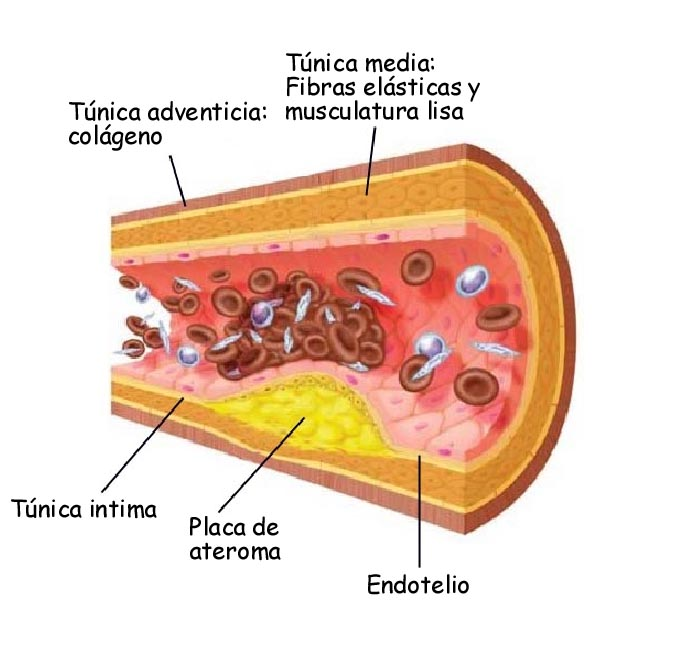 Túnica media:
Fibras elásticas y
musculatura lisa
Túnica adventicia:
colágeno
Túnica intima
Placa de
ateroma
Endotelio